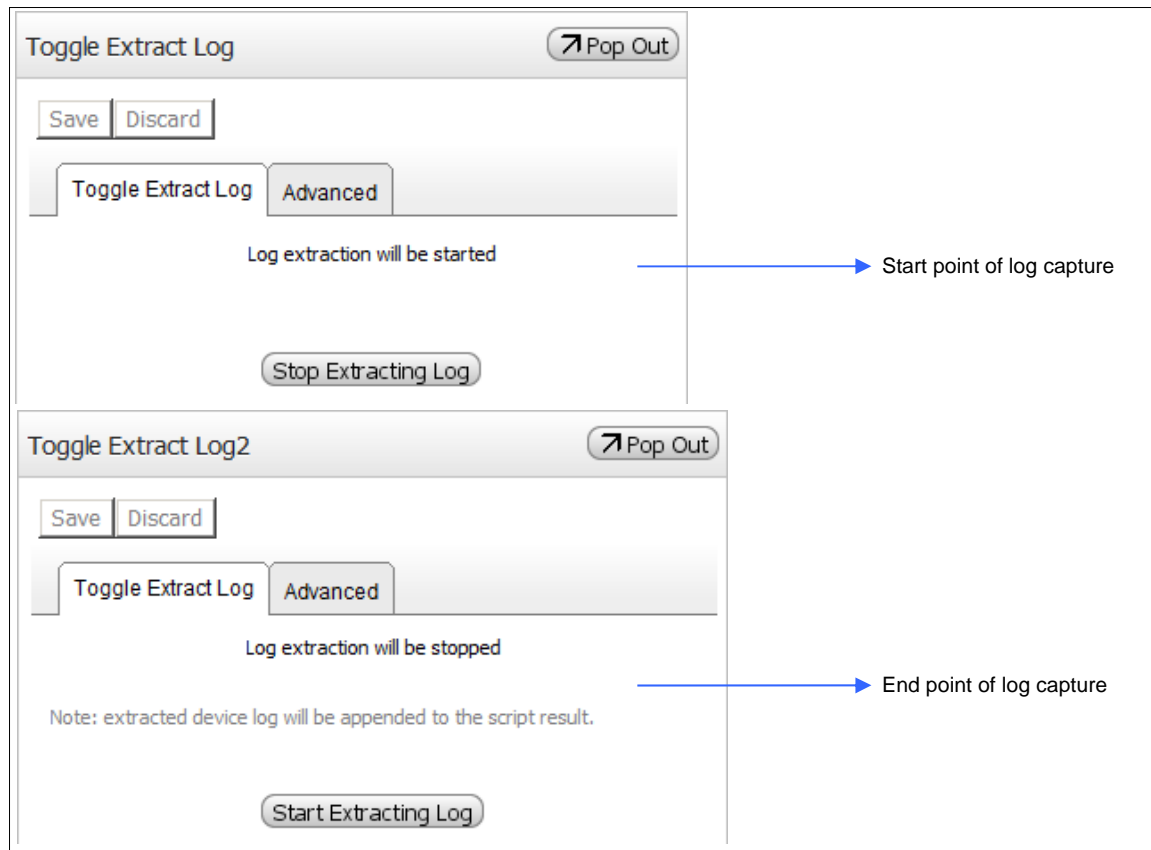 Toggle Extract Log
Pop Out
Save Discard
Toggle Extract Log Advanced
Log extraction will be started
Start point of log capture
Stop Extracting Log
Toggle Extract Log2
Pop Out
Save Discard
Toggle Extract Log Advanced
Log extraction will be stopped
End point of log capture
Note: extracted device log will be appended to the script result.
Start Extracting Log